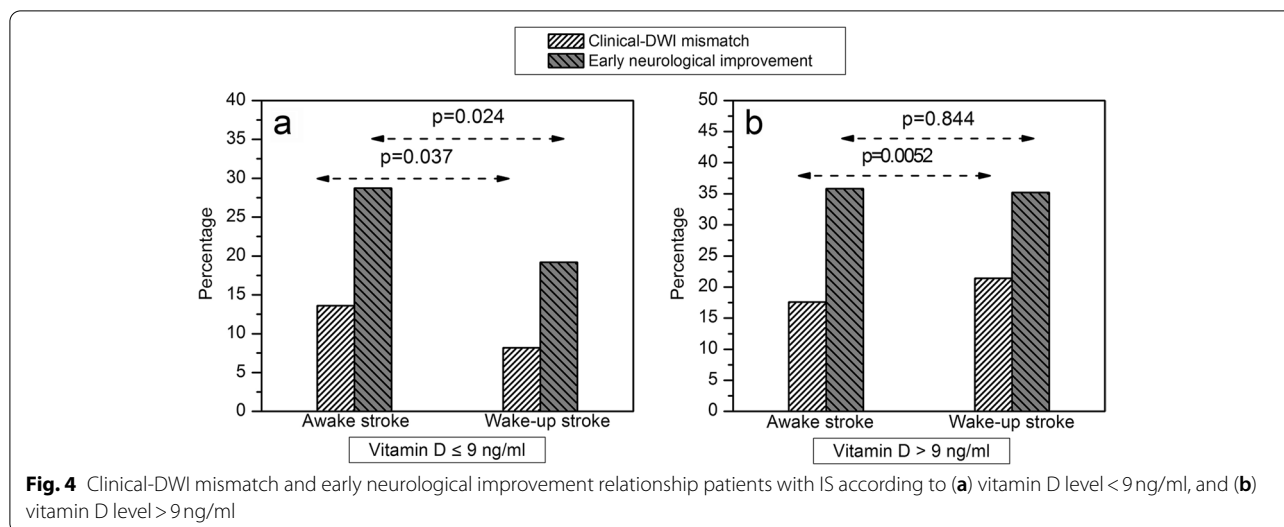 Clinical-DWI mismatch
Early neurological improvement
a
40
35
30
25
20
15
10
5
0
Percentage
p=0.024
p=0.037
Awake stroke Wake-up stroke
Vitamin D ≤ 9 ng/ml
b
50
45
40
35
30
25
20
15
10
5
0
Percentage
p=0.844
p=0.0052
Awake stroke Wake-up stroke
Vitamin D > 9 ng/ml
Fig. 4 Clinical-DWI mismatch and early neurological improvement relationship patients with IS according to (a) vitamin D level < 9 ng/ml, and (b)
vitamin D level > 9 ng/ml